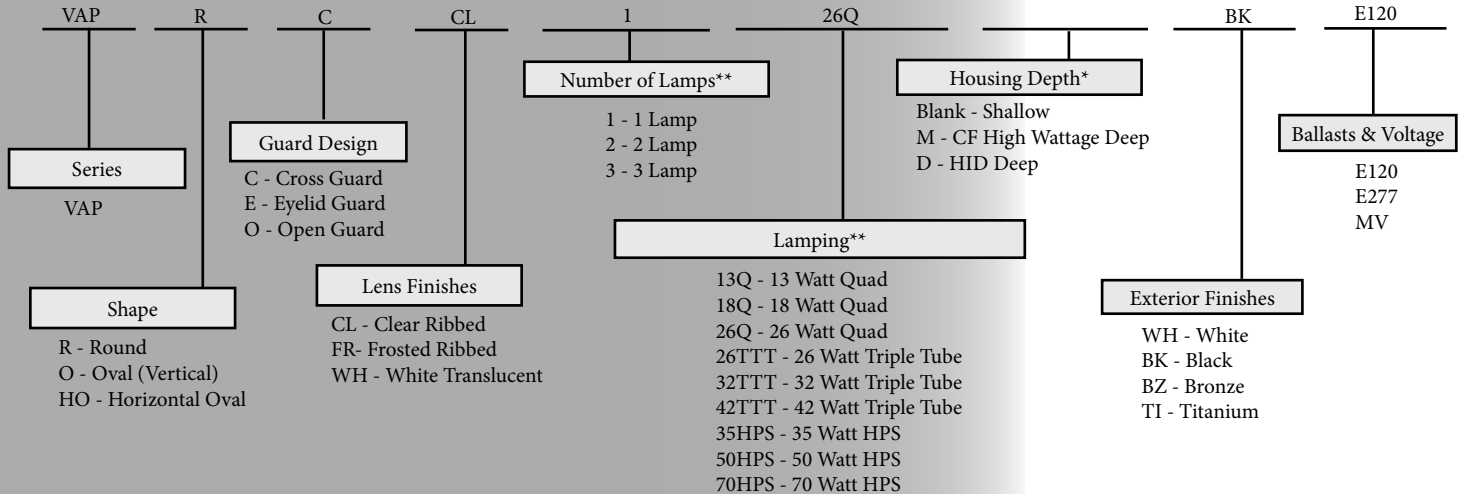 VAP R C CL 1 26Q BK E120
Number of Lamps**
1 - 1 Lamp
2 - 2 Lamp
3 - 3 Lamp
Housing Depth*
Blank - Shallow
M - CF High Wattage Deep
D - HID Deep
Ballasts & Voltage
E120
E277
MV
Guard Design
C - Cross Guard
E - Eyelid Guard
O - Open Guard
Series
VAP
Lamping**
13Q - 13 Watt Quad
18Q - 18 Watt Quad
26Q - 26 Watt Quad
26TTT - 26 Watt Triple Tube
32TTT - 32 Watt Triple Tube
42TTT - 42 Watt Triple Tube
35HPS - 35 Watt HPS
50HPS - 50 Watt HPS
70HPS - 70 Watt HPS
Lens Finishes
CL - Clear Ribbed
FR- Frosted Ribbed
WH - White Translucent
Shape
R - Round
O - Oval (Vertical)
HO - Horizontal Oval
Exterior Finishes
WH - White
BK - Black
BZ - Bronze
TI - Titanium